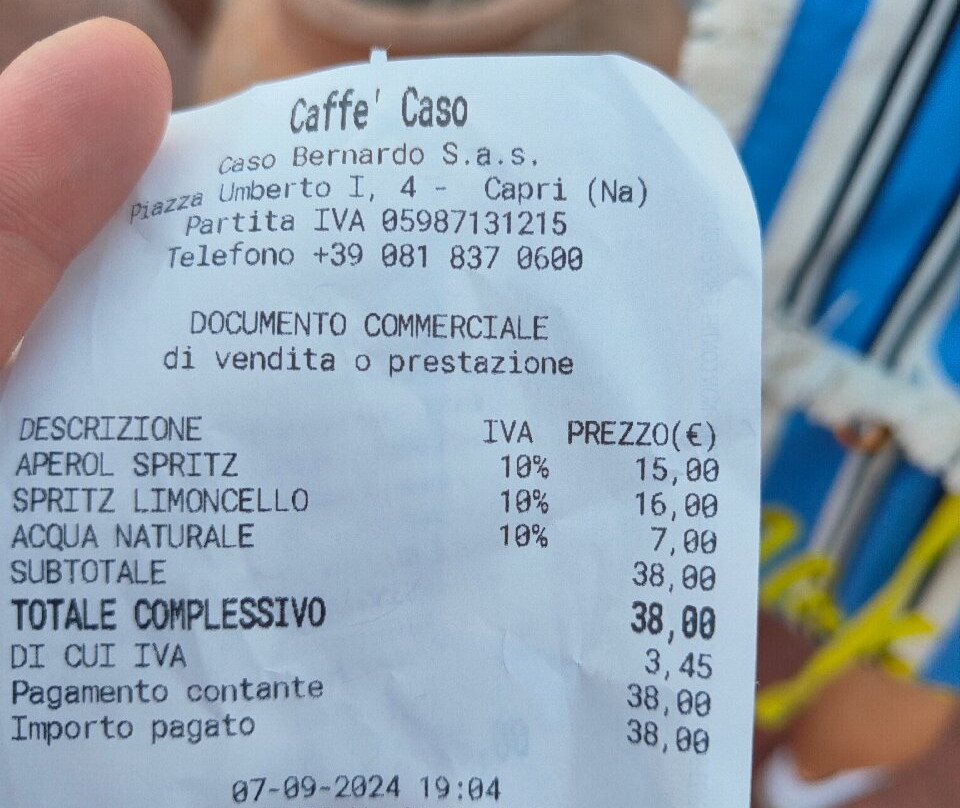 Caffe' Caso
Caso Bernardo S.a.s.
Piazza Umberto I, 4 - Capri (Na)
Partita IVA 05987131215
Telefono +39 081 837 0600
DOCUMENTO COMMERCIALE
di vendita o prestazione
DESCRIZIONE IVA PREZZO(€)
APEROL SPRITZ 10% 15,00
SPRITZ LIMONCELLO 10% 16,00
ACQUA NATURALE 10% 7,00
SUBTOTALE 38,00
TOTALE COMPLESSIVO 38,00
DI CUI IVA 3,45
Pagamento contante 38,00
Importo pagato 38,00
07-09-2024 19:04